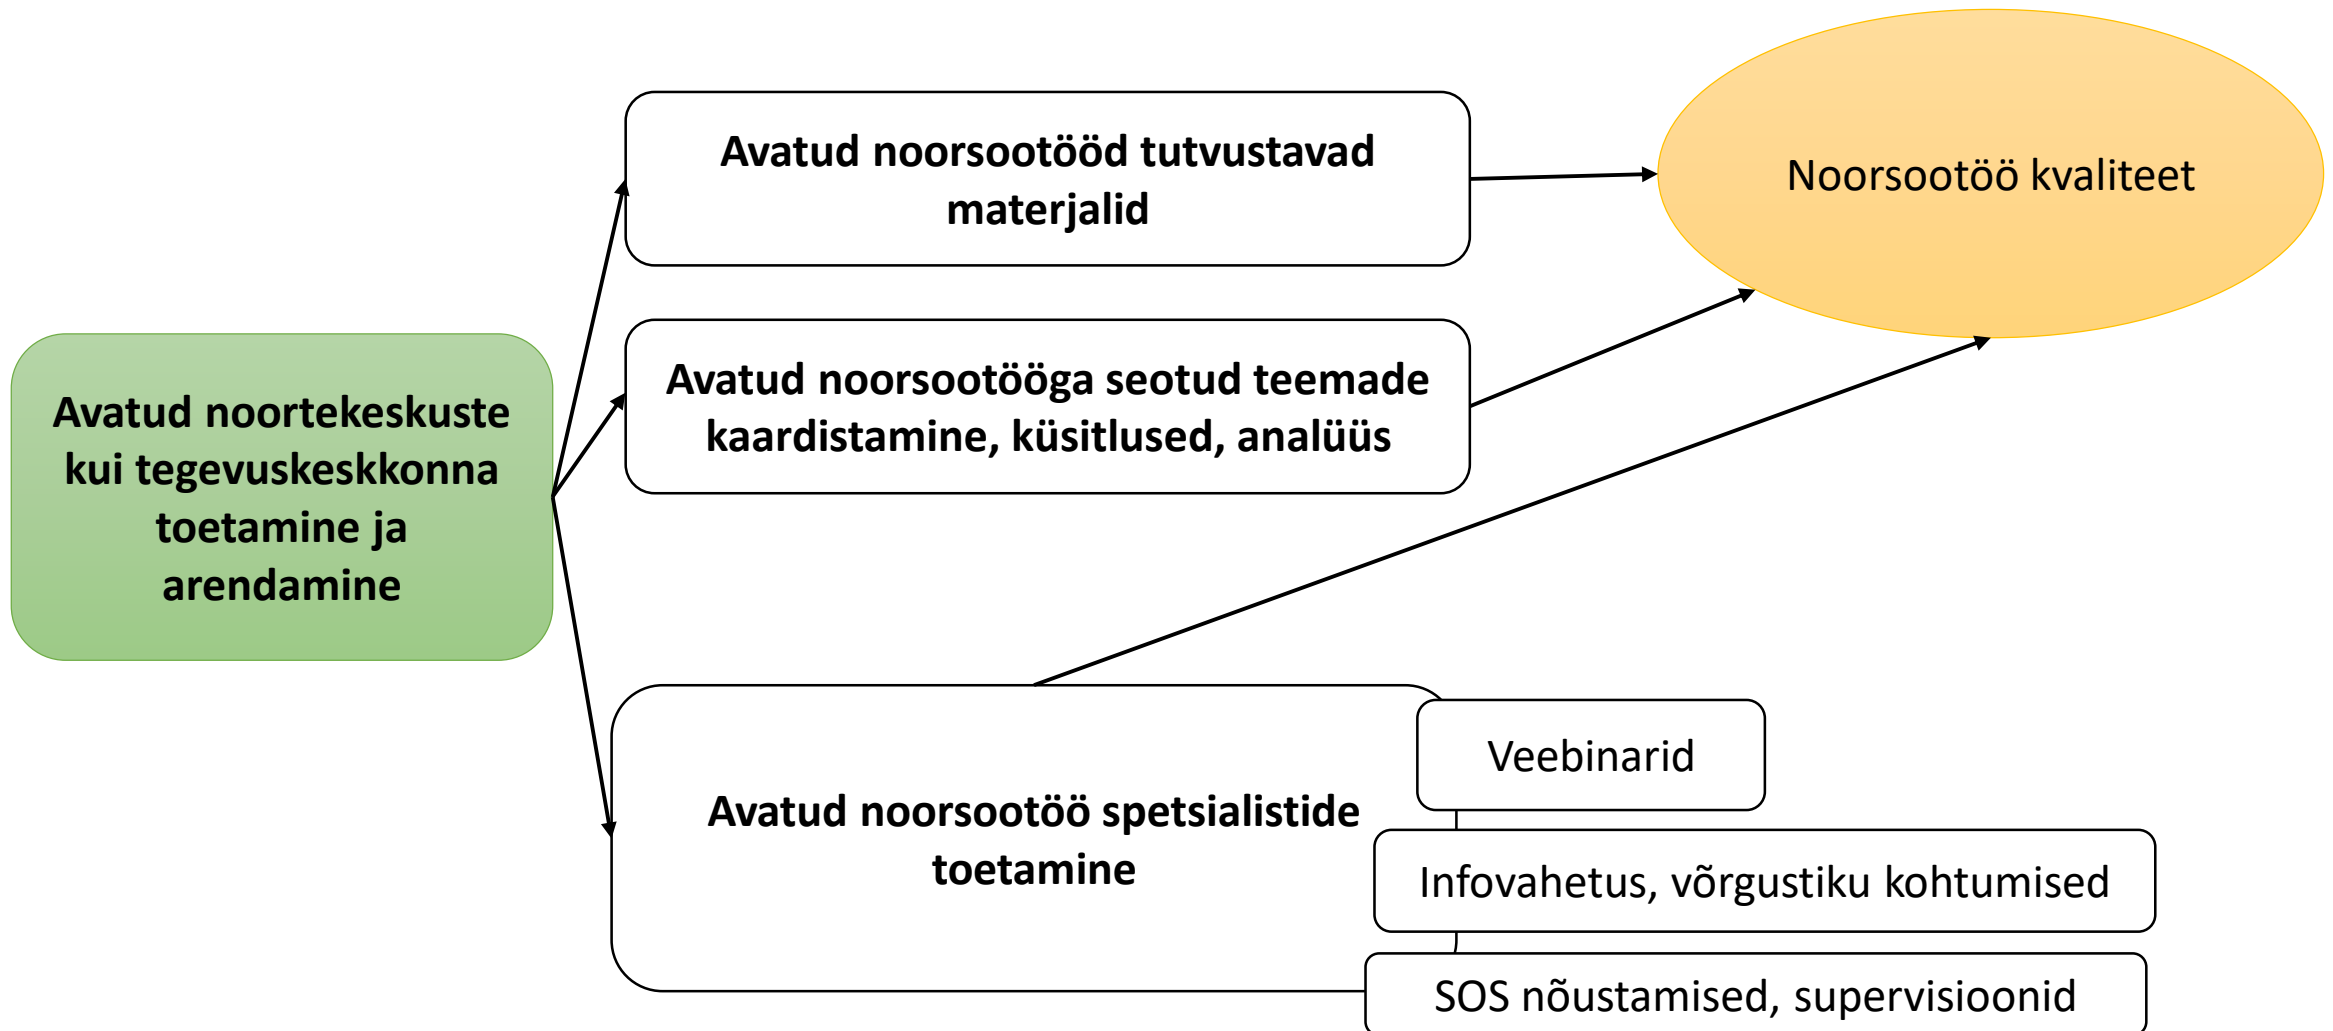 Avatud noortekeskuste
kui tegevuskeskkonna
toetamine ja
arendamine
Avatud noorsootööd tutvustavad
materjalid
Avatud noorsootööga seotud teemade
kaardistamine, küsitlused, analüüs
Avatud noorsootöö spetsialistide
toetamine
Veebinarid
Infovahetus, võrgustiku kohtumised
SOS nõustamised, supervisioonid
Noorsootöö kvaliteet